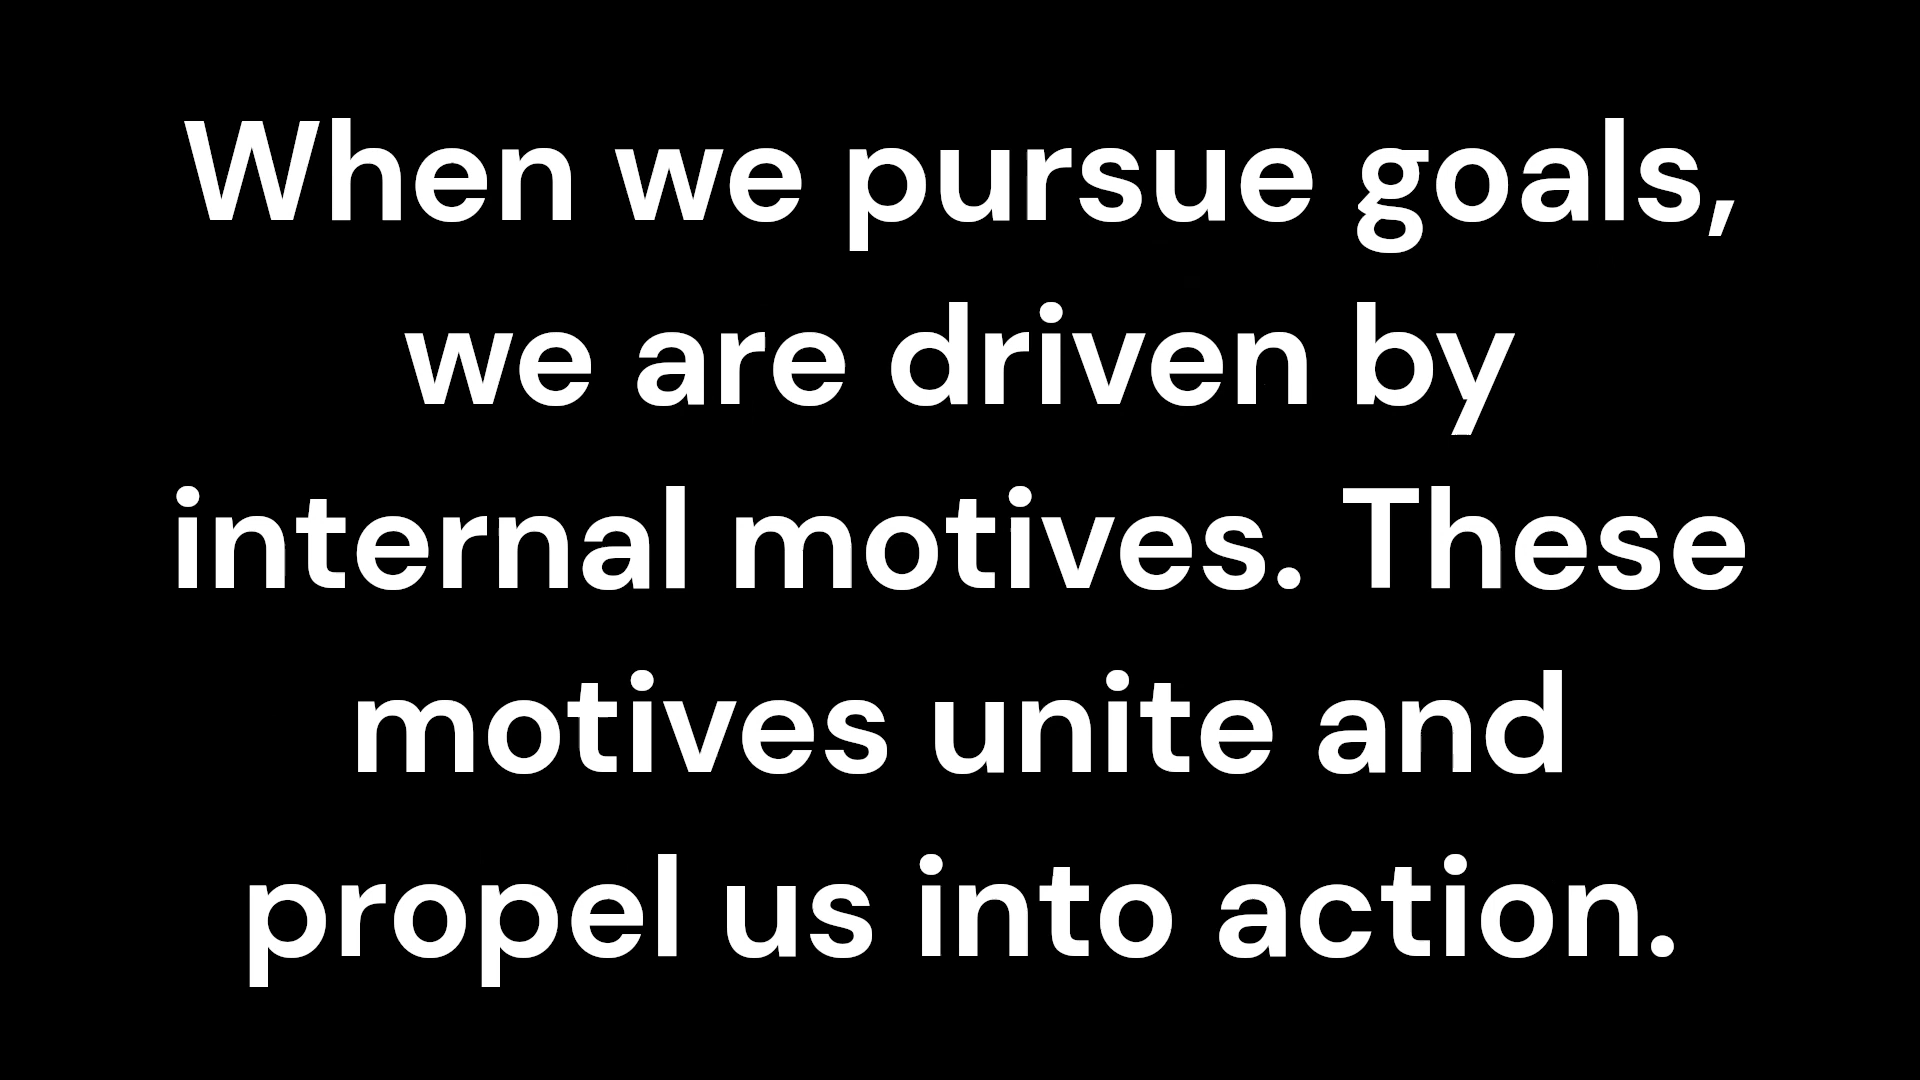 When we pursue goals,
we are driven by
internal motives. These
motives unite and
propel us into action.